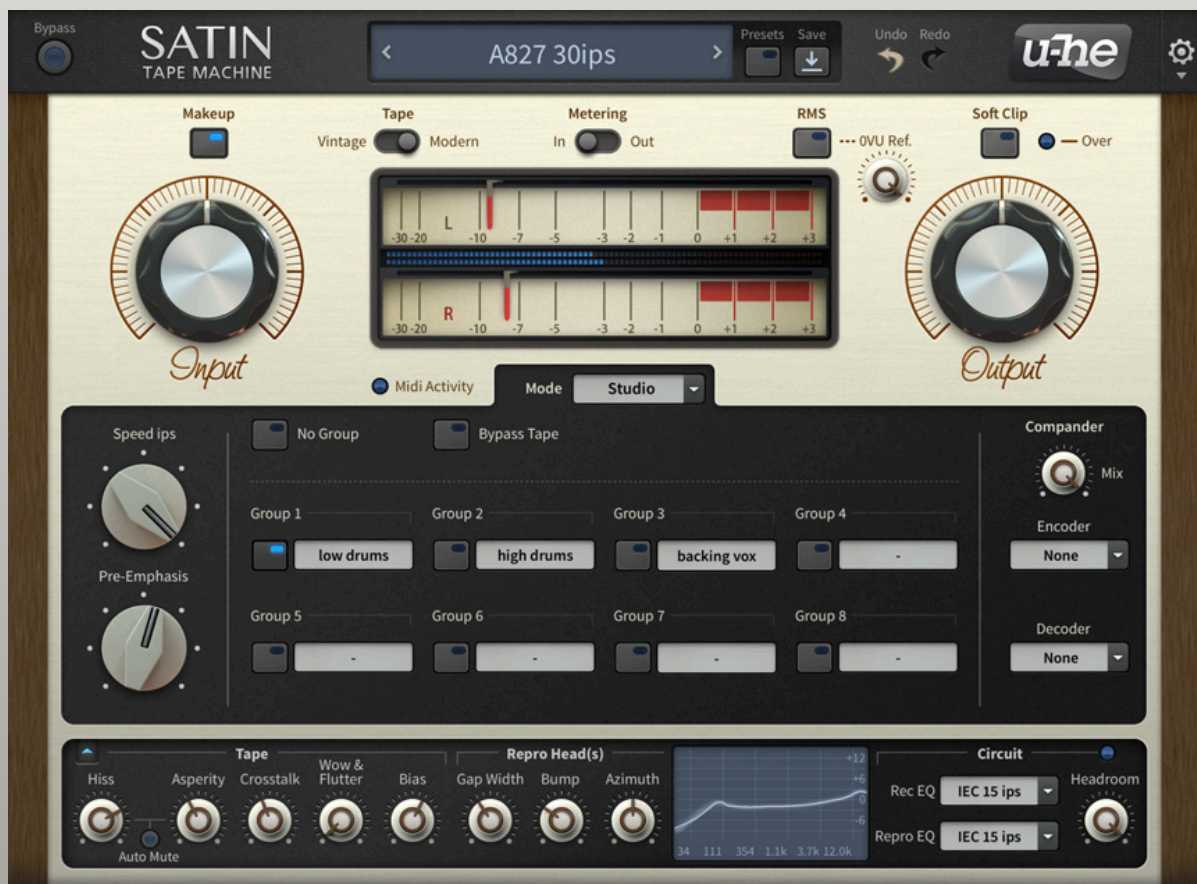 Bypass
SATIN
TAPE MACHINE
A827 30ips
Presets Save
Undo Redo
u-he
Makeup
Tape
Vintage Modern
Metering
In Out
RMS
0VU Ref.
Soft Clip
Over
L
-30 -20 -10 -7 -5 -3 -2 -1 0 +1 +2 +3
R
-30 -20 -10 -7 -5 -3 -2 -1 0 +1 +2 +3
Input
Output
Midi Activity
Mode Studio
Speed ips
No Group Bypass Tape
Compander
Mix
Group 1 Group 2 Group 3 Group 4
low drums high drums backing vox -
Encoder
None
Pre-Emphasis
Group 5 Group 6 Group 7 Group 8
- - - -
Decoder
None
Tape
Hiss Asperity Crosstalk Wow & Flutter Bias
Auto Mute
Repro Head(s)
Gap Width Bump Azimuth
+12
+6
0
-6
34 111 354 1.1k 3.7k 12.0k
Circuit
Rec EQ IEC 15 ips
Headroom
Repro EQ IEC 15 ips